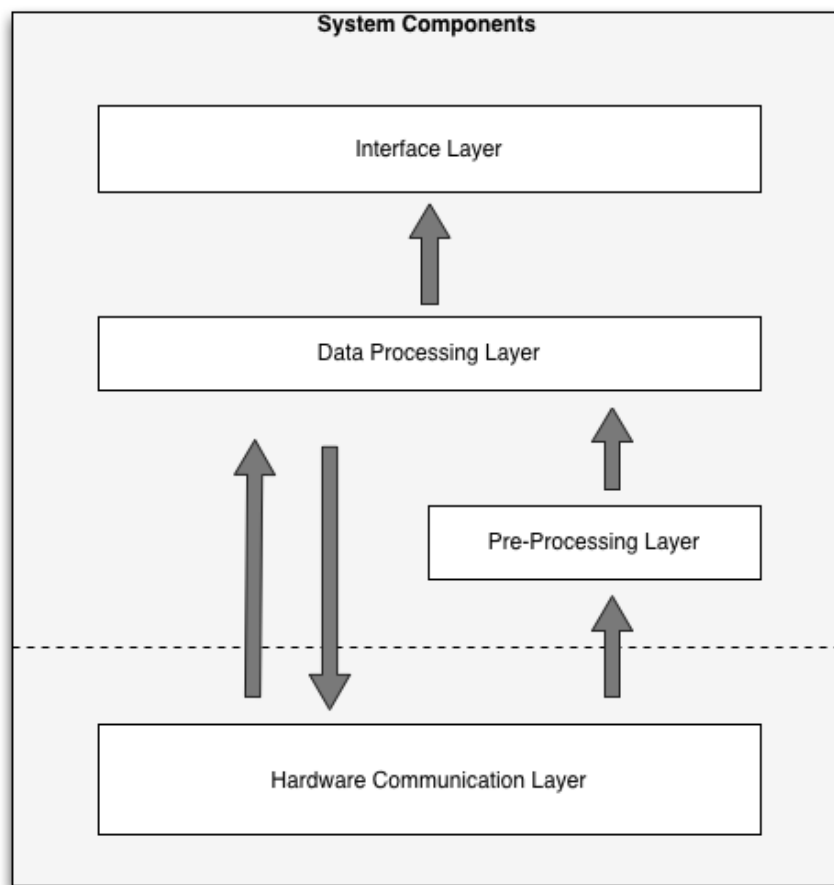 System Components
Interface Layer
Data Processing Layer
Pre-Processing Layer
Hardware Communication Layer